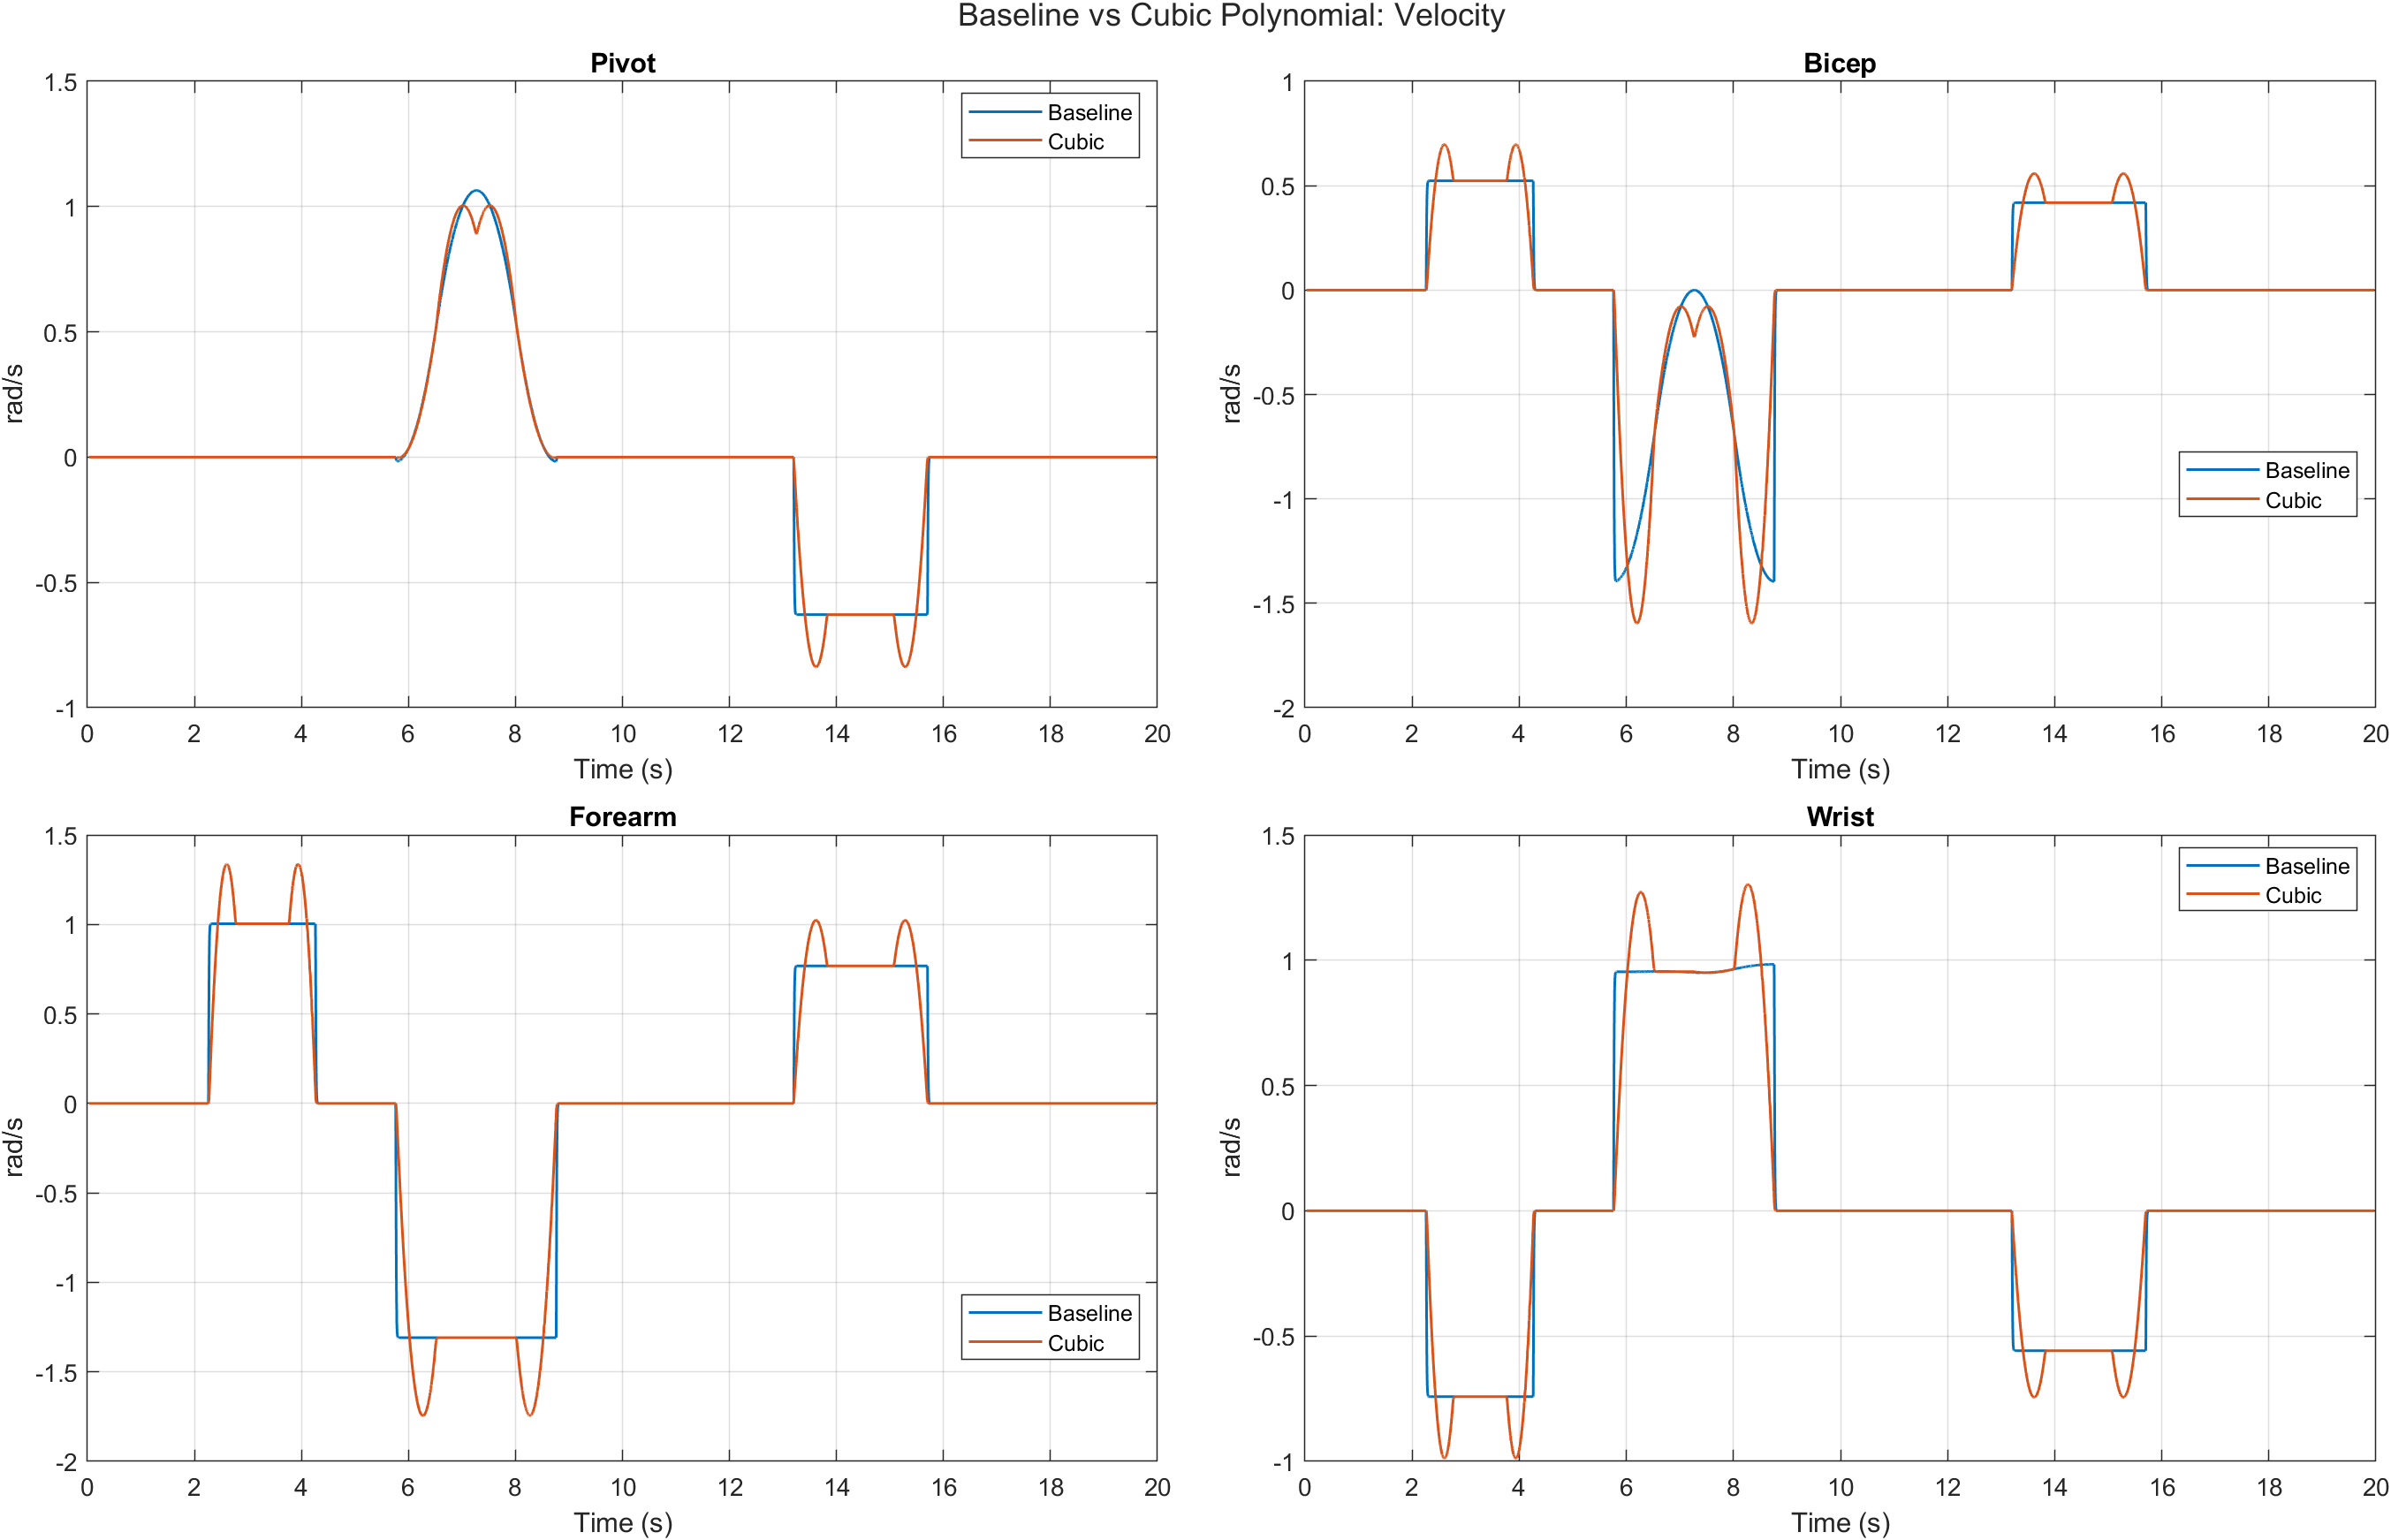 Baseline vs Cubic Polynomial: Velocity
Pivot
1.5
1
0.5
0
-0.5
-1
rad/s
0 2 4 6 8 10 12 14 16 18 20
Time (s)
Baseline
Cubic
Bicep
1
0.5
0
-0.5
-1
-1.5
-2
rad/s
0 2 4 6 8 10 12 14 16 18 20
Time (s)
Baseline
Cubic
Forearm
1.5
1
0.5
0
-0.5
-1
-1.5
-2
rad/s
0 2 4 6 8 10 12 14 16 18 20
Time (s)
Baseline
Cubic
Wrist
1.5
1
0.5
0
-0.5
-1
rad/s
0 2 4 6 8 10 12 14 16 18 20
Time (s)
Baseline
Cubic